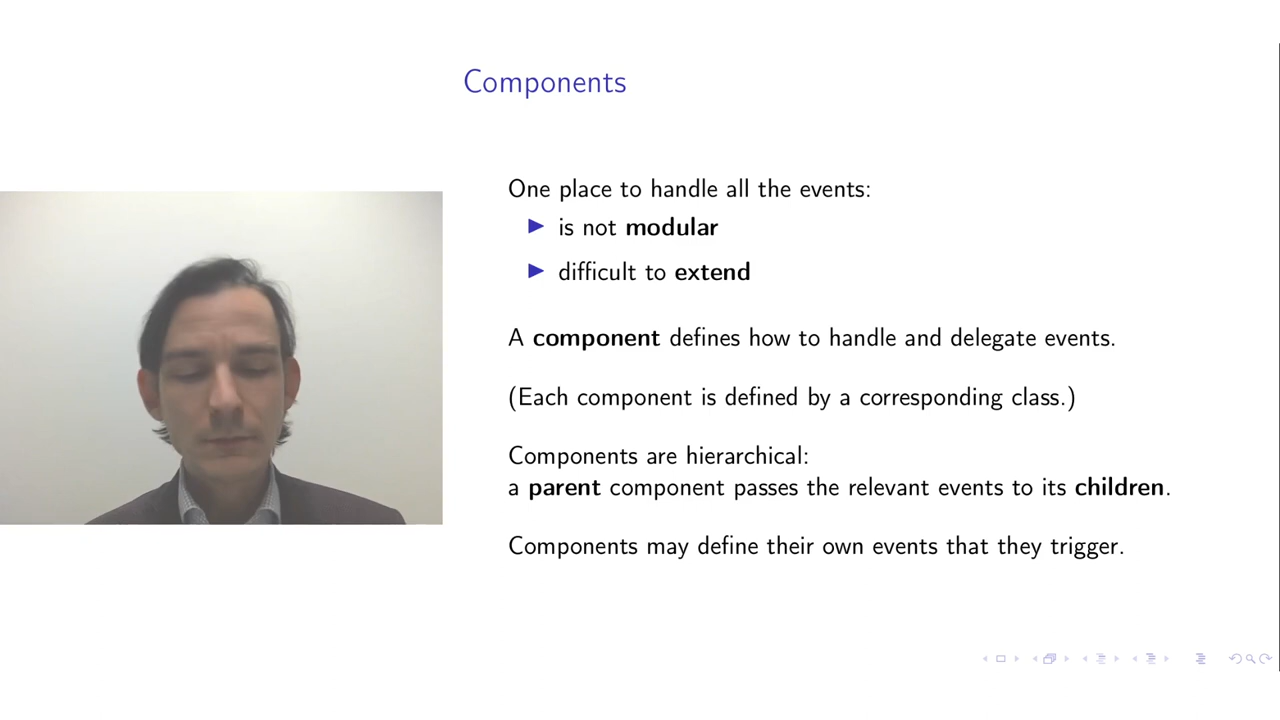 Components
One place to handle all the events:
is not modular
difficult to extend
A component defines how to handle and delegate events.
(Each component is defined by a corresponding class.)
Components are hierarchical:
a parent component passes the relevant events to its children.
Components may define their own events that they trigger.